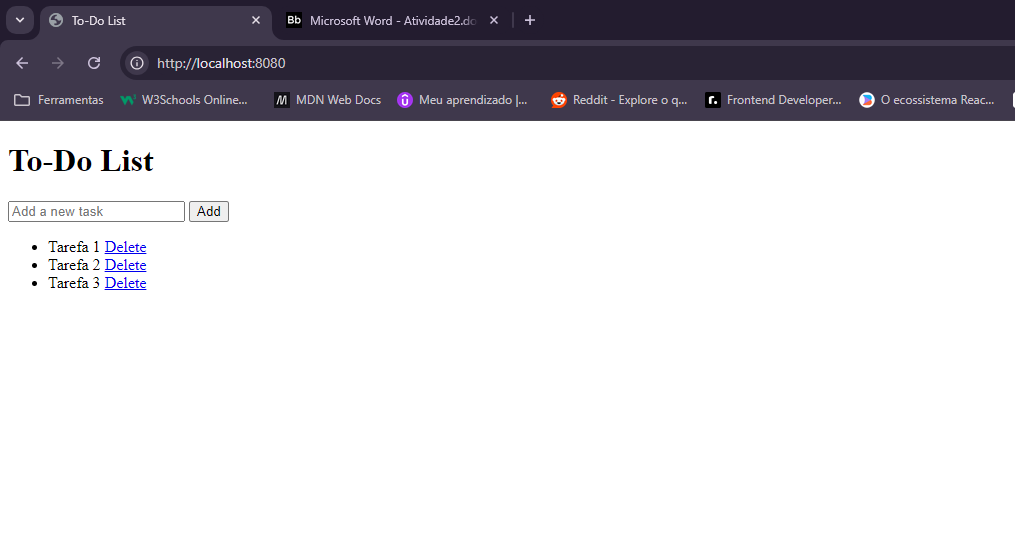 To-Do List
Bb Microsoft Word - Atividade2.do
http://localhost:8080
Ferramentas W3Schools Online... MDN Web Docs Meu aprendizado |... Reddit - Explore o q... Frontend Developer... O ecossistema Reac...
To-Do List
Add a new task Add
Tarefa 1 Delete
Tarefa 2 Delete
Tarefa 3 Delete